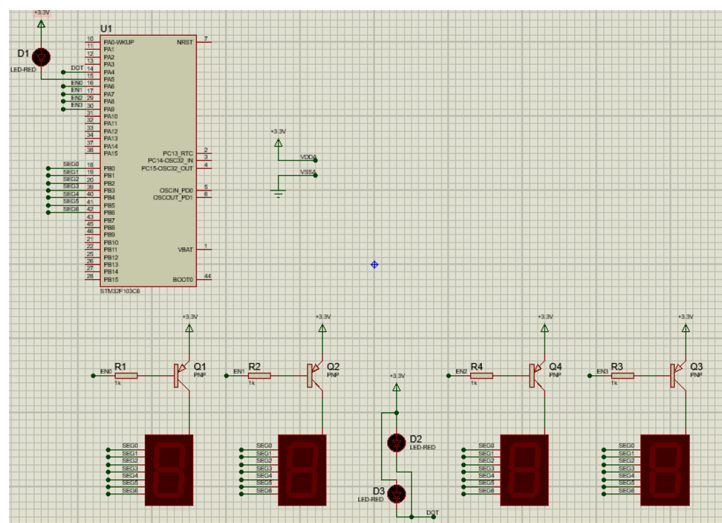 +3.3V
U1
D1
LED-RED
DOT
EN0
EN1
EN2
EN3
10 PA0-WKUP
11 PA1
12 PA2
13 PA3
14 PA4
15 PA5
16 PA6
17 PA7
29 PA8
30 PA9
31 PA10
32 PA11
33 PA12
34 PA13
37 PA14
38 PA15
SEG0
SEG1
SEG2
SEG3
SEG4
SEG5
SEG6
18 PB0
19 PB1
20 PB2
39 PB3
40 PB4
41 PB5
42 PB6
43 PB7
45 PB8
46 PB9
21 PB10
22 PB11
25 PB12
26 PB13
27 PB14
28 PB15
NRST 7
PC13_RTC 2
PC14-OSC32_IN 3
PC15-OSC32_OUT 4
OSCIN_PD0 5
OSCOUT_PD1 6
VBAT 1
BOOT0 44
STM32F103C6
+3.3V
VDDA
VSSA
+3.3V
+3.3V
+3.3V
+3.3V
R1
EN0
1k
Q1
PNP
R2
EN1
1k
Q2
PNP
R4
EN2
1k
Q4
PNP
R3
EN3
1k
Q3
PNP
+3.3V
D2
LED-RED
D3
LED-RED
DOT
SEG0
SEG1
SEG2
SEG3
SEG4
SEG5
SEG6
SEG0
SEG1
SEG2
SEG3
SEG4
SEG5
SEG6
SEG0
SEG1
SEG2
SEG3
SEG4
SEG5
SEG6
SEG0
SEG1
SEG2
SEG3
SEG4
SEG5
SEG6